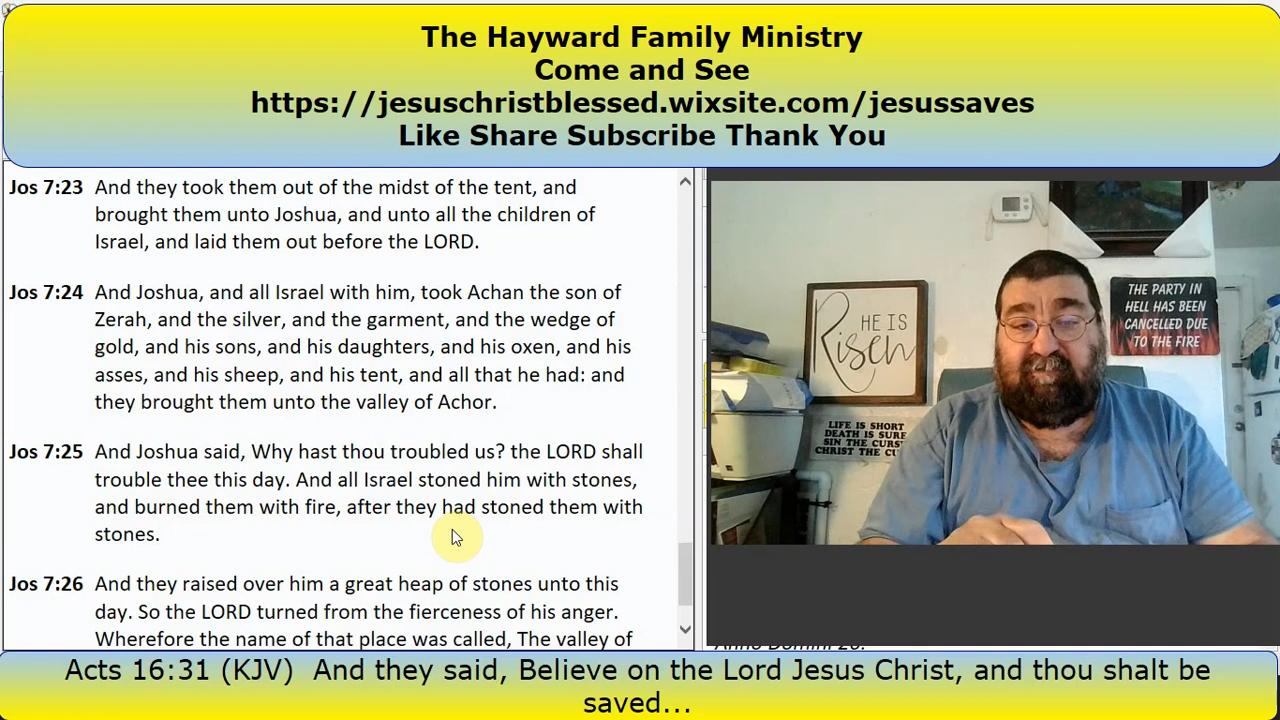 The Hayward Family Ministry
Come and See
https://jesuschristblessed.wixsite.com/jesussaves
Like Share Subscribe Thank You
Jos 7:23 And they took them out of the midst of the tent, and
brought them unto Joshua, and unto all the children of
Israel, and laid them out before the LORD.
Jos 7:24 And Joshua, and all Israel with him, took Achan the son of
Zerah, and the silver, and the garment, and the wedge of
gold, and his sons, and his daughters, and his oxen, and his
asses, and his sheep, and his tent, and all that he had: and
they brought them unto the valley of Achor.
Jos 7:25 And Joshua said, Why hast thou troubled us? the LORD shall
trouble thee this day. And all Israel stoned him with stones,
and burned them with fire, after they had stoned them with
stones.
Jos 7:26 And they raised over him a great heap of stones unto this
day. So the LORD turned from the fierceness of his anger.
Wherefore the name of that place was called, The valley of
HE IS
Risen
THE PARTY IN
HELL HAS BEEN
CANCELLED DUE
TO THE FIRE
LIFE IS SHORT
DEATH IS SURE
SIN THE CURS
CHRIST THE CU
Acts 16:31 (KJV) And they said, Believe on the Lord Jesus Christ, and thou shalt be
saved...